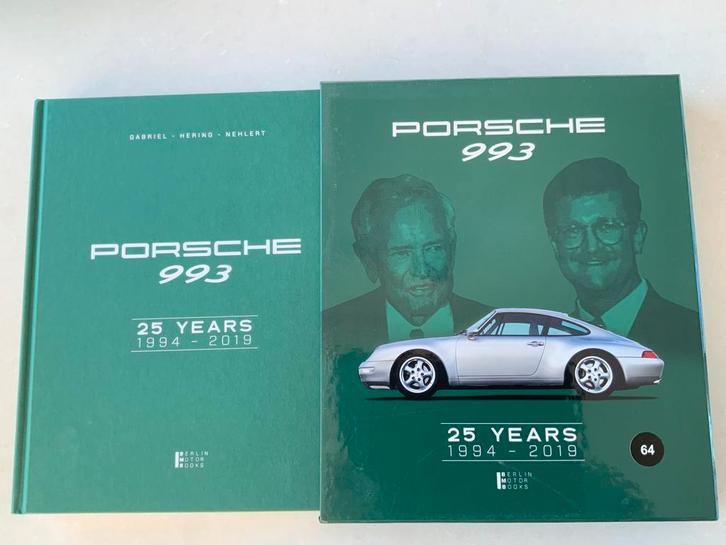 GABRIEL - HERING - NEHLERT
PORSCHE
993
25 YEARS
1994 - 2019
BERLIN
MOTOR
BOOKS
PORSCHE
993
25 YEARS
1994 - 2019
BERLIN
MOTOR
BOOKS
64